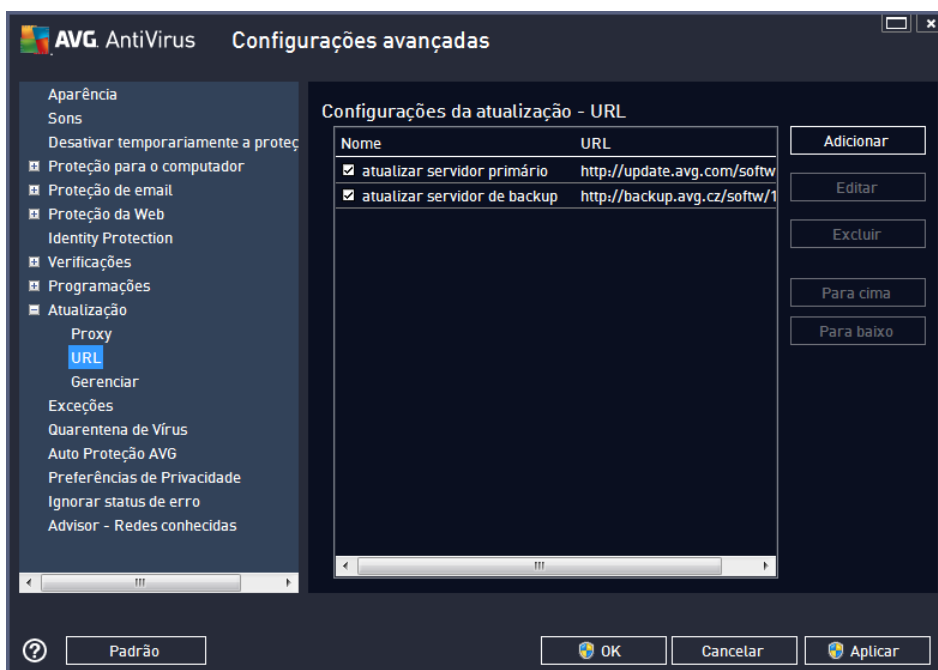 AVG AntiVirus Configurações avançadas
Aparência
Sons
Desativar temporariamente a proteç
Proteção para o computador
Proteção de email
Proteção da Web
Identity Protection
Verificações
Programações
Atualização
Proxy
URL
Gerenciar
Exceções
Quarentena de Vírus
Auto Proteção AVG
Preferências de Privacidade
Ignorar status de erro
Advisor - Redes conhecidas
Configurações da atualização - URL
Nome URL
atualizar servidor primário http://update.avg.com/softw
atualizar servidor de backup http://backup.avg.cz/softw/1
Adicionar
Editar
Excluir
Para cima
Para baixo
? Padrão OK Cancelar Aplicar